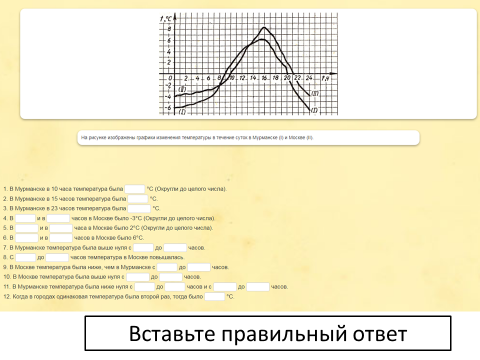 t,°C
8
6
4
2
0 2 4 6 8 10 12 14 16 18 20 22 24 t,ч
-2
-4 (II) (II)
-6 (I) (I)
На рисунке изображены графики изменения температуры в течение суток в Мурманске (I) и Москве (II).
1. В Мурманске в 10 часа температура была °C (Округли до целого числа).
2. В Мурманске в 15 часов температура была °C.
3. В Мурманске в 23 часов температура была °C.
4. В и в часов в Москве было -3°C (Округли до целого числа).
5. В и в часа в Москве было 2°C (Округли до целого числа).
6. В и в часов в Москве было 6°C.
7. В Мурманске температура была выше нуля с до часов.
8. С до часов температура в Москве повышалась.
9. В Москве температура была ниже, чем в Мурманске с до часов.
10. В Москве температура была выше нуля с до часов.
11. В Мурманске температура была ниже нуля с до часов и с до часов.
12. Когда в городах одинаковая температура была второй раз, тогда было °C.
Вставьте правильный ответ